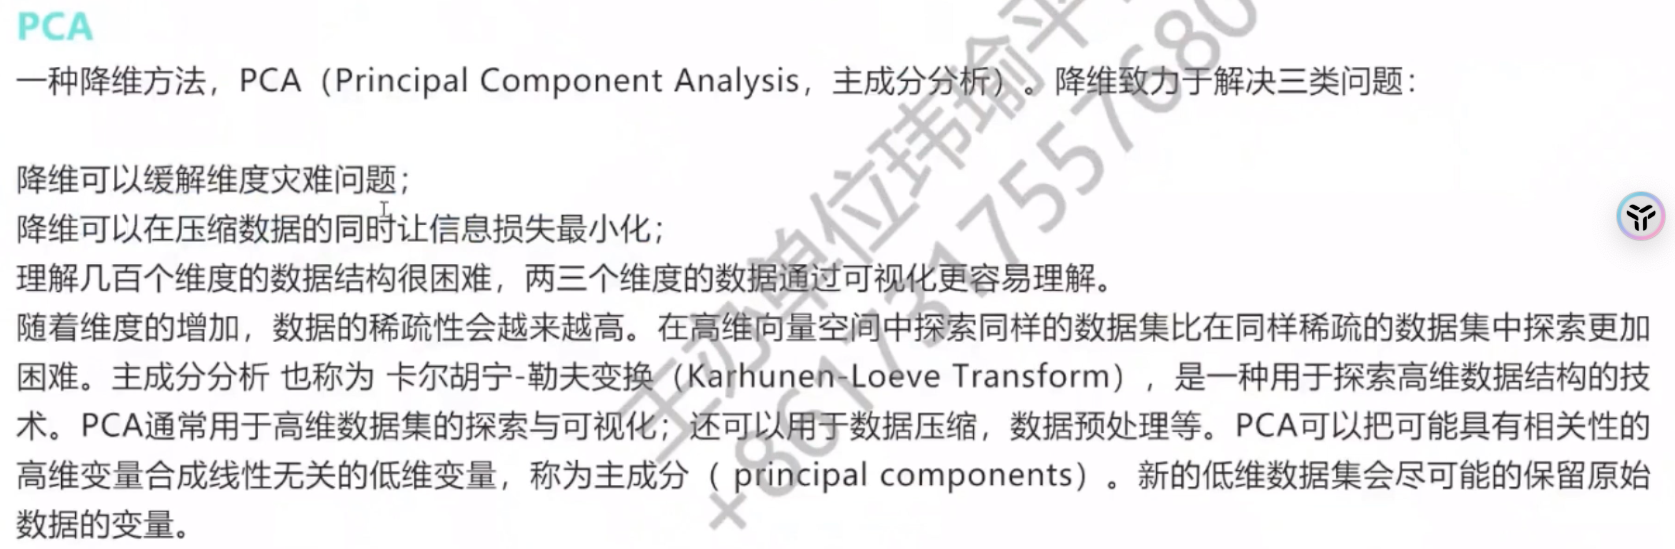 PCA
一种降维方法，PCA（Principal Component Analysis，主成分分析）。降维致力于解决三类问题：
降维可以缓解维度灾难问题；
降维可以在压缩数据的同时让信息损失最小化；
理解几百个维度的数据结构很困难，两三个维度的数据通过可视化更容易理解。
随着维度的增加，数据的稀疏性会越来越高。在高维向量空间中探索同样的数据集比在同样稀疏的数据集中探索更加
困难。主成分分析 也称为 卡尔胡宁-勒夫变换（Karhunen-Loeve Transform），是一种用于探索高维数据结构的技
术。PCA通常用于高维数据集的探索与可视化；还可以用于数据压缩，数据预处理等。PCA可以把可能具有相关性的
高维变量合成线性无关的低维变量，称为主成分（ principal components）。新的低维数据集会尽可能的保留原始
数据的变量。
主办单位玮瑜平
+8617317557680